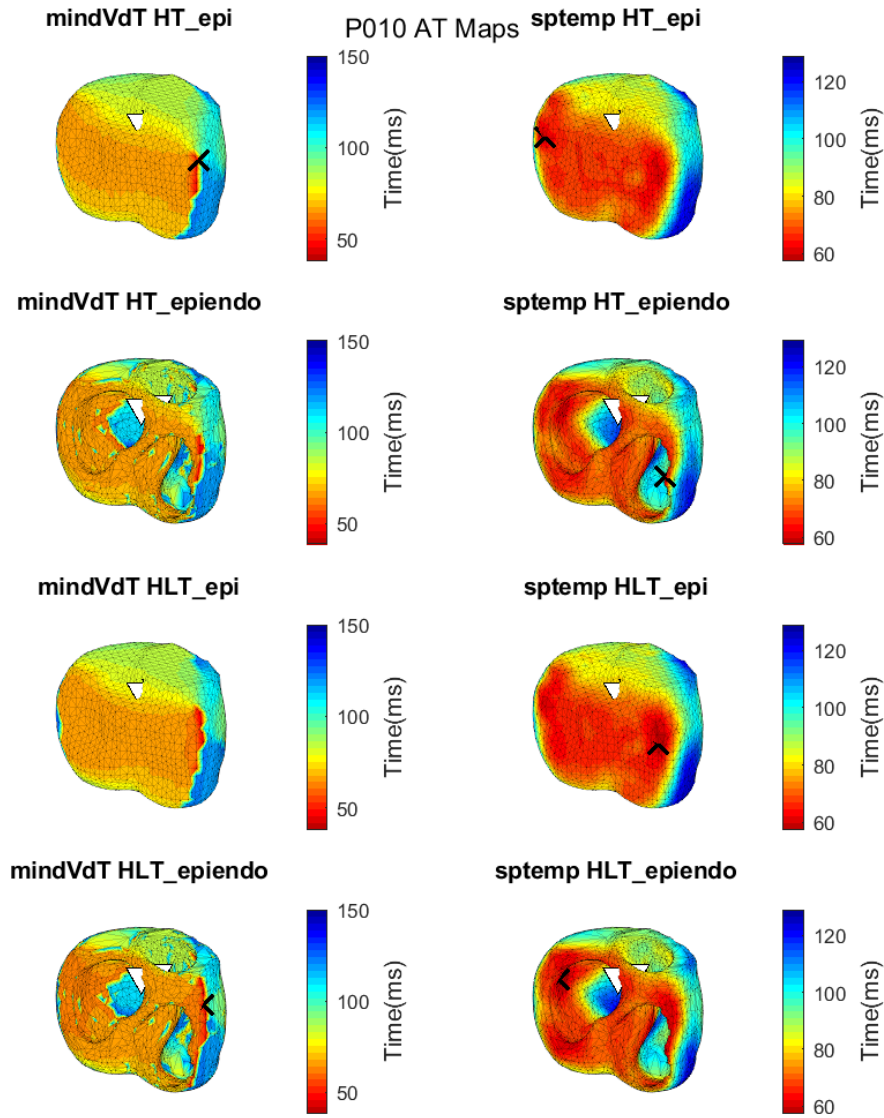 P010 AT Maps
mindVdT HT_epi
150
100
50
Time(ms)
sptemp HT_epi
120
100
80
60
Time(ms)
mindVdT HT_epiendo
150
100
50
Time(ms)
sptemp HT_epiendo
120
100
80
60
Time(ms)
mindVdT HLT_epi
150
100
50
Time(ms)
sptemp HLT_epi
120
100
80
60
Time(ms)
mindVdT HLT_epiendo
150
100
50
Time(ms)
sptemp HLT_epiendo
120
100
80
60
Time(ms)